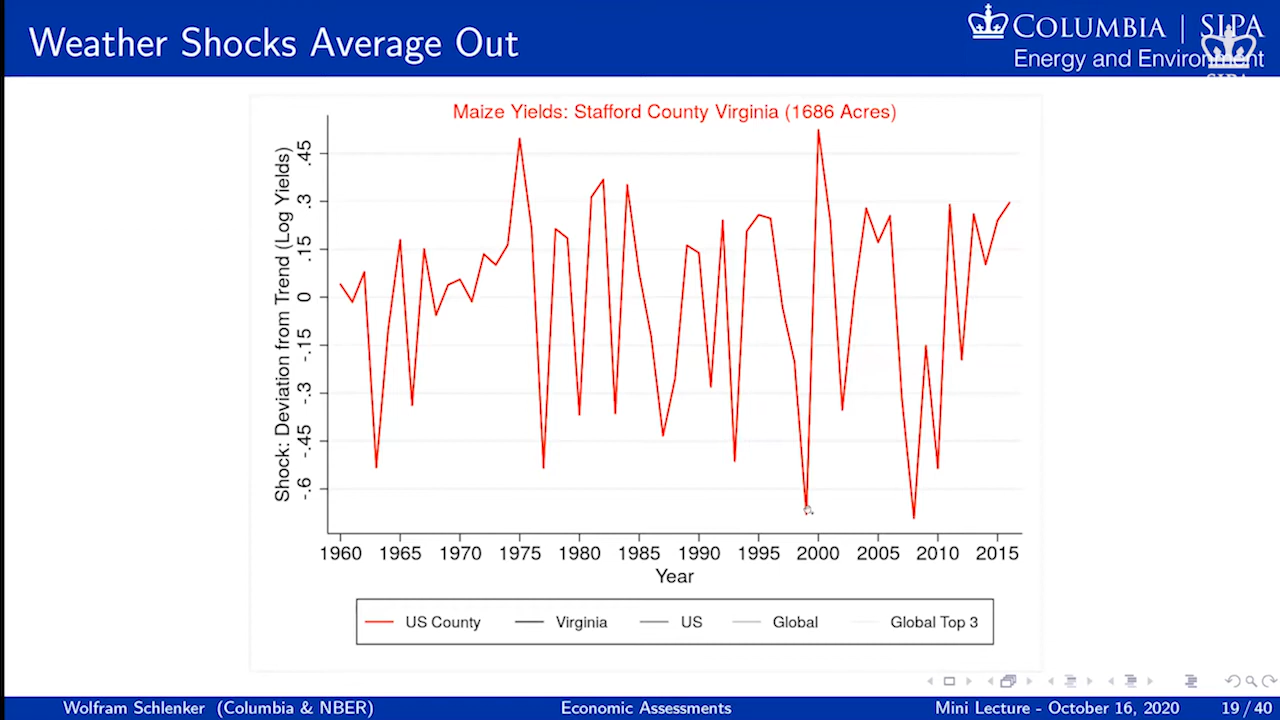 Weather Shocks Average Out
COLUMBIA | SIPA
Energy and Environment
SIPA
Maize Yields: Stafford County Virginia (1686 Acres)
Shock: Deviation from Trend (Log Yields)
.45
.3
.15
0
-.15
-.3
-.45
-.6
1960 1965 1970 1975 1980 1985 1990 1995 2000 2005 2010 2015
Year
US County Virginia US Global Global Top 3
Wolfram Schlenker (Columbia & NBER) Economic Assessments Mini Lecture - October 16, 2020 19 / 40